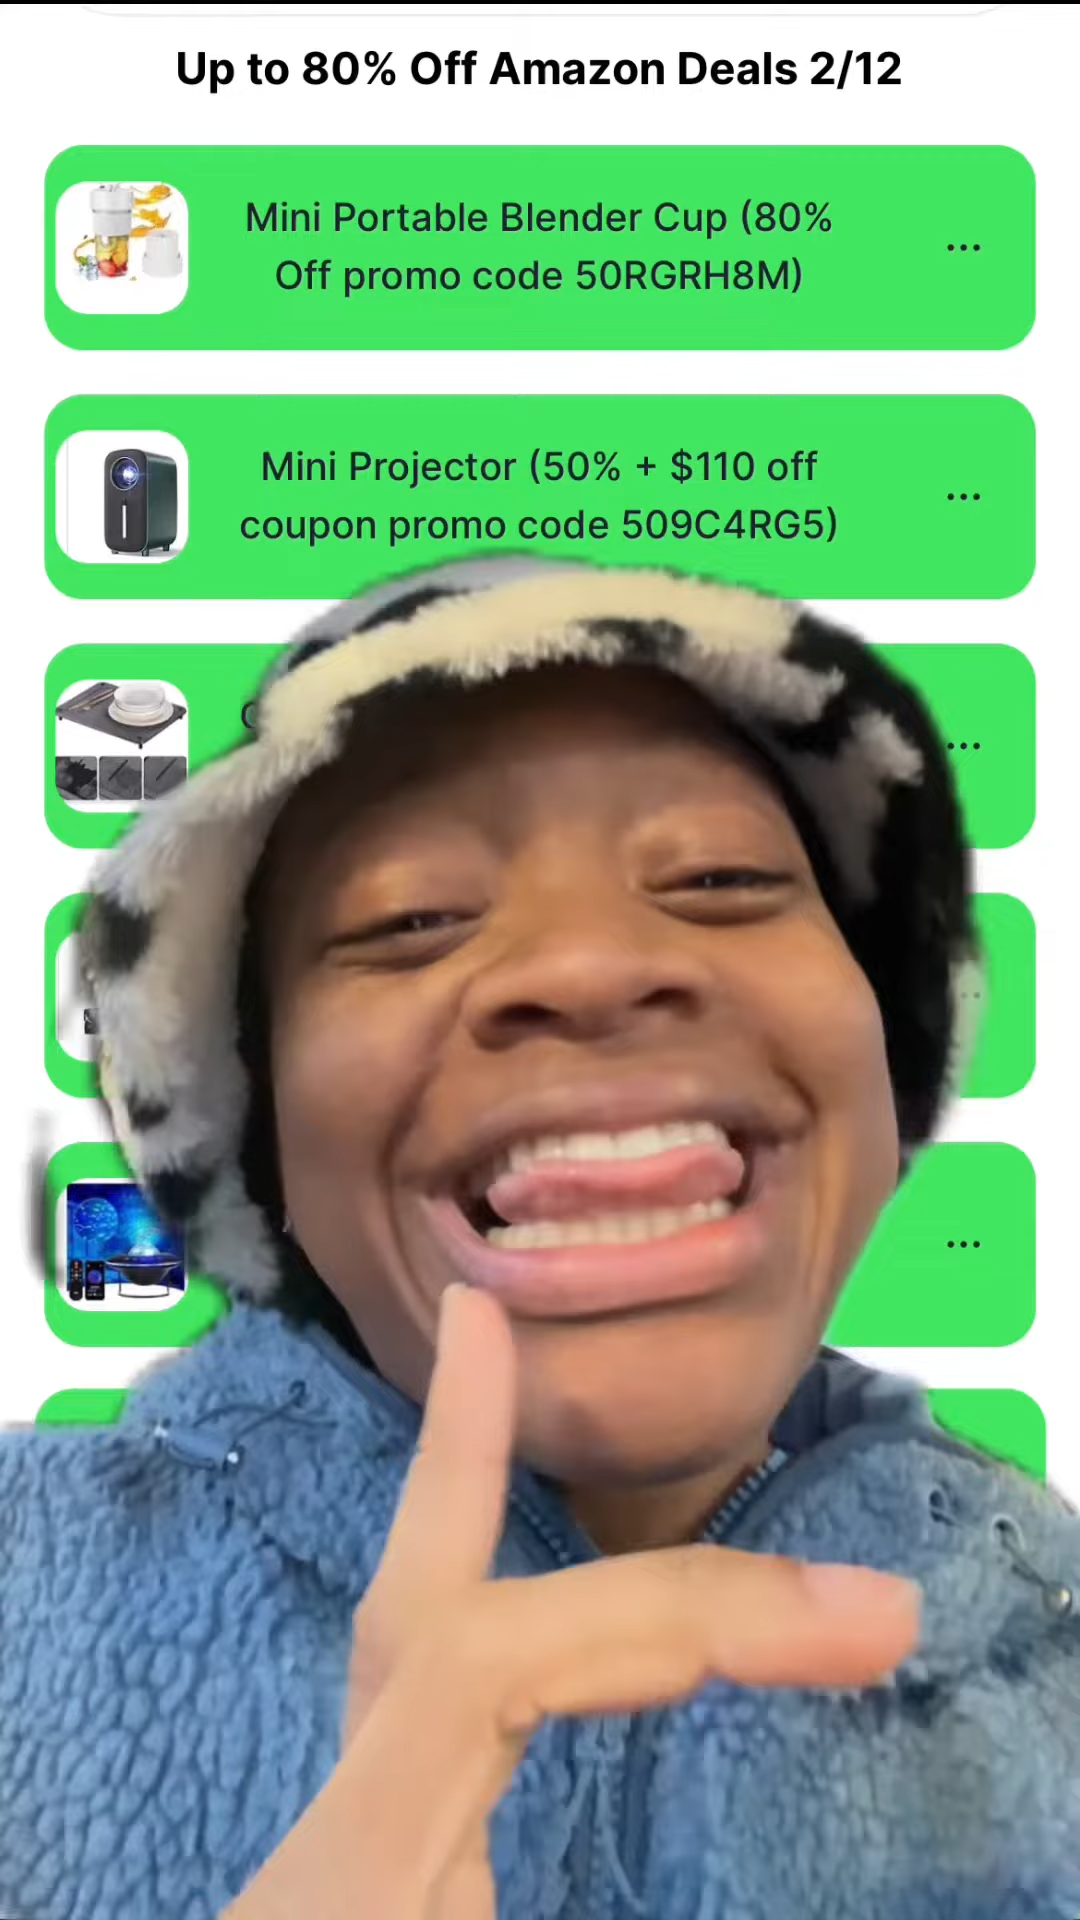 Up to 80% Off Amazon Deals 2/12
Mini Portable Blender Cup (80%
Off promo code 50RGRH8M)
Mini Projector (50% + $110 off
coupon promo code 509C4RG5)